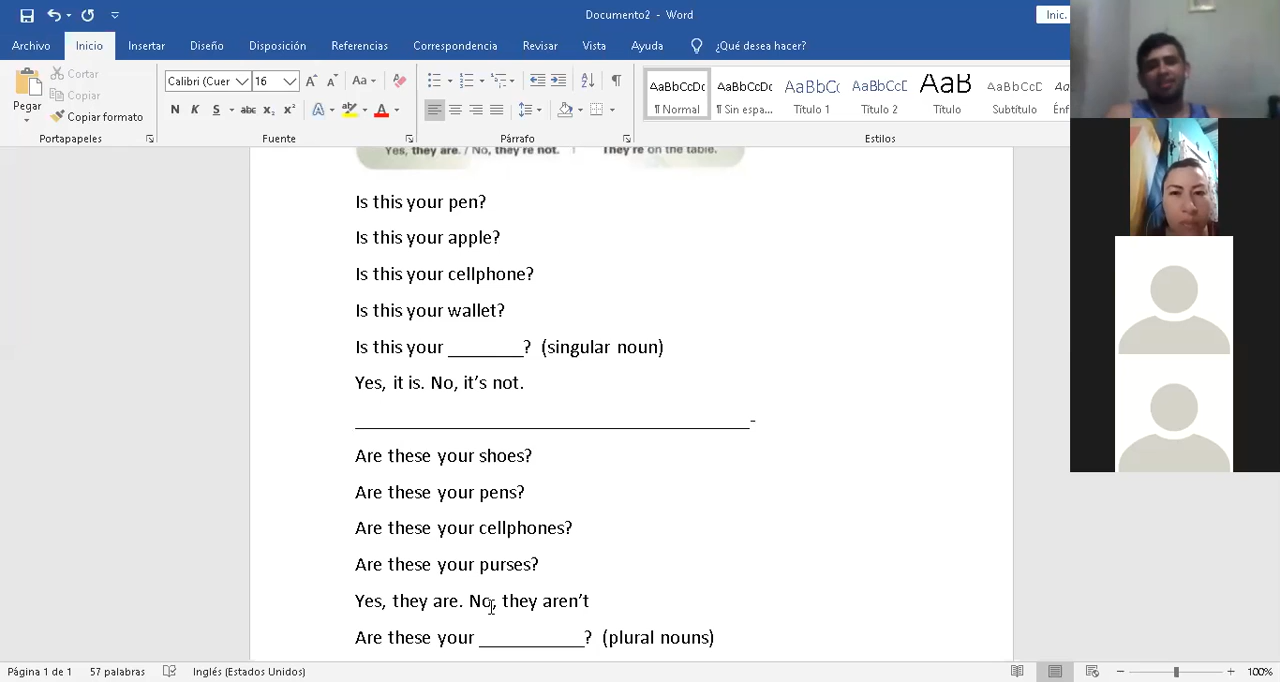 Documento2 - Word
Inic.
Archivo Inicio Insertar Diseño Disposición Referencias Correspondencia Revisar Vista Ayuda ¿Qué desea hacer?
Pegar
Cortar
Copiar
Copiar formato
Portapapeles
Calibri (Cuer 16
N K S abc x₂ x²
Fuente
Párrafo
AaBbCcDc AaBbCcDc AaBbCc AaBbCcD AaB AaBbCcD
¶ Normal ¶ Sin espa... Título 1 Título 2 Título Subtítulo
Estilos
Yes, they are. / No, they're not. They're on the table.
Is this your pen?
Is this your apple?
Is this your cellphone?
Is this your wallet?
Is this your ________? (singular noun)
Yes, it is. No, it’s not.
_________________________________________-
Are these your shoes?
Are these your pens?
Are these your cellphones?
Are these your purses?
Yes, they are. No, they aren’t
Are these your ___________? (plural nouns)
Página 1 de 1 57 palabras Inglés (Estados Unidos) 100%